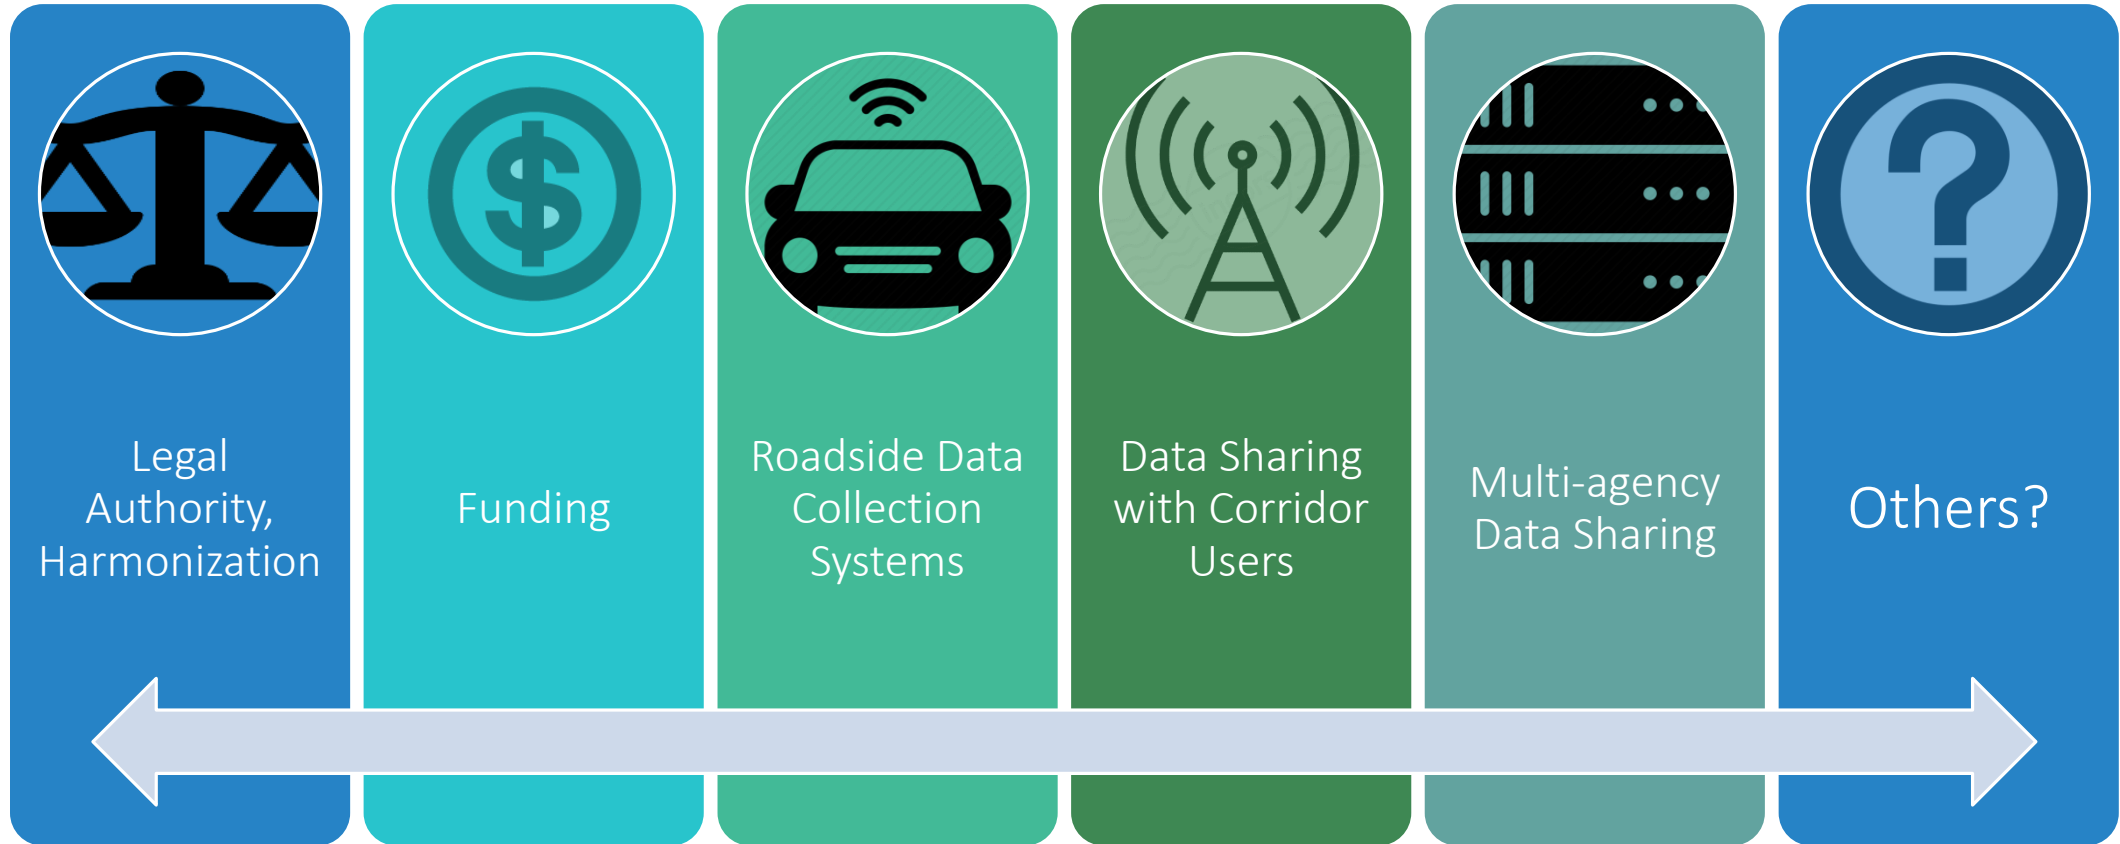 Legal
Authority,
Harmonization
Funding
Roadside Data
Collection
Systems
Data Sharing
with Corridor
Users
Multi-agency
Data Sharing
Others?